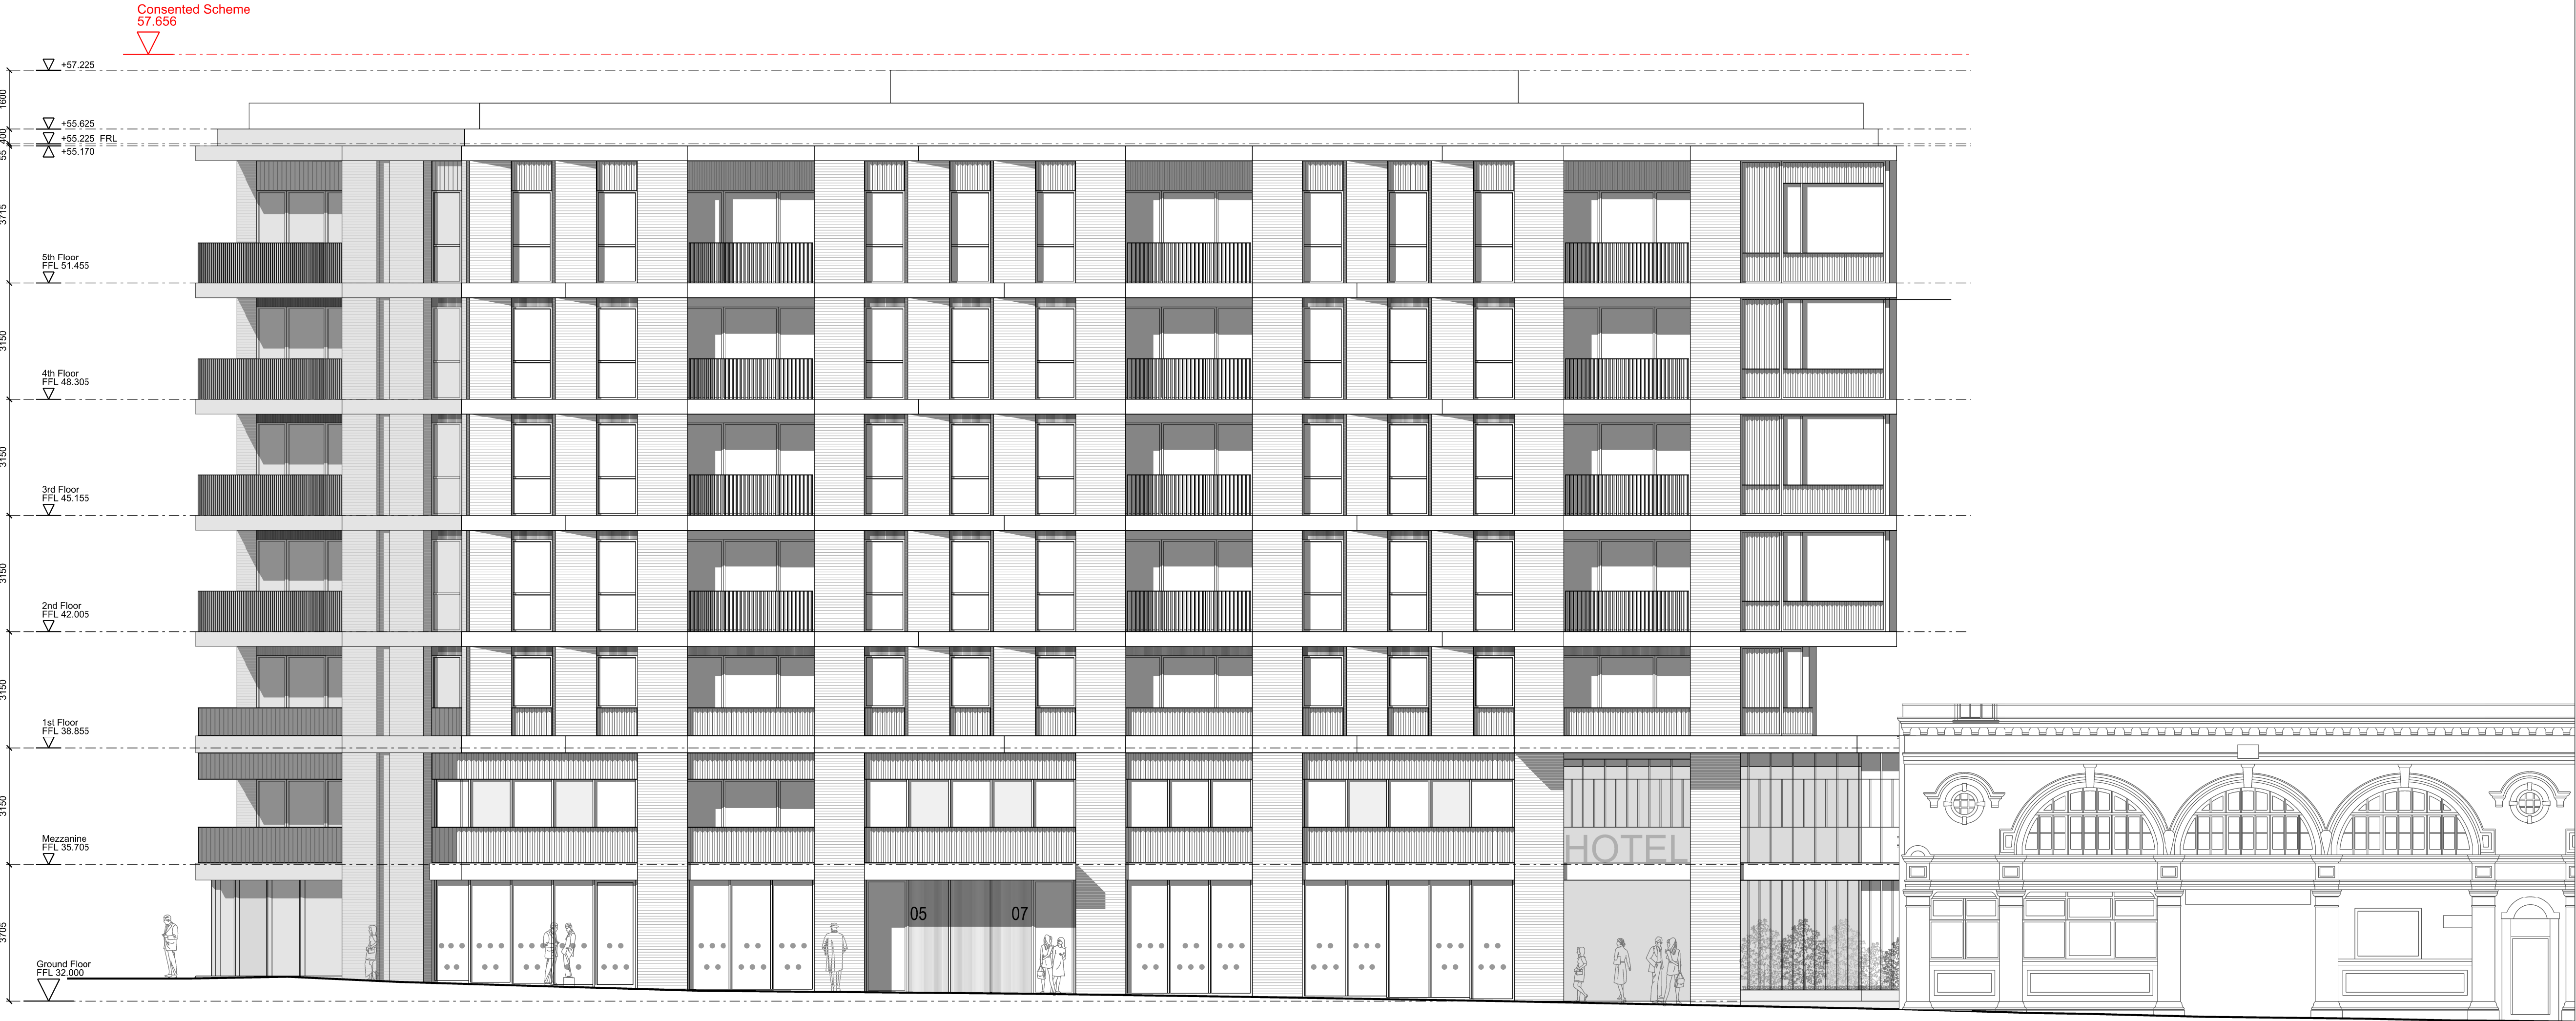 Consented Scheme
57.656
+57.225
1600
+55.625
400
+55.225 FRL
55
+55.170
3715
5th Floor
FFL 51.455
3150
4th Floor
FFL 48.305
3150
3rd Floor
FFL 45.155
3150
2nd Floor
FFL 42.005
3150
1st Floor
FFL 38.855
3150
Mezzanine
FFL 35.705
HOTEL
05
07
3705
Ground Floor
FFL 32.000